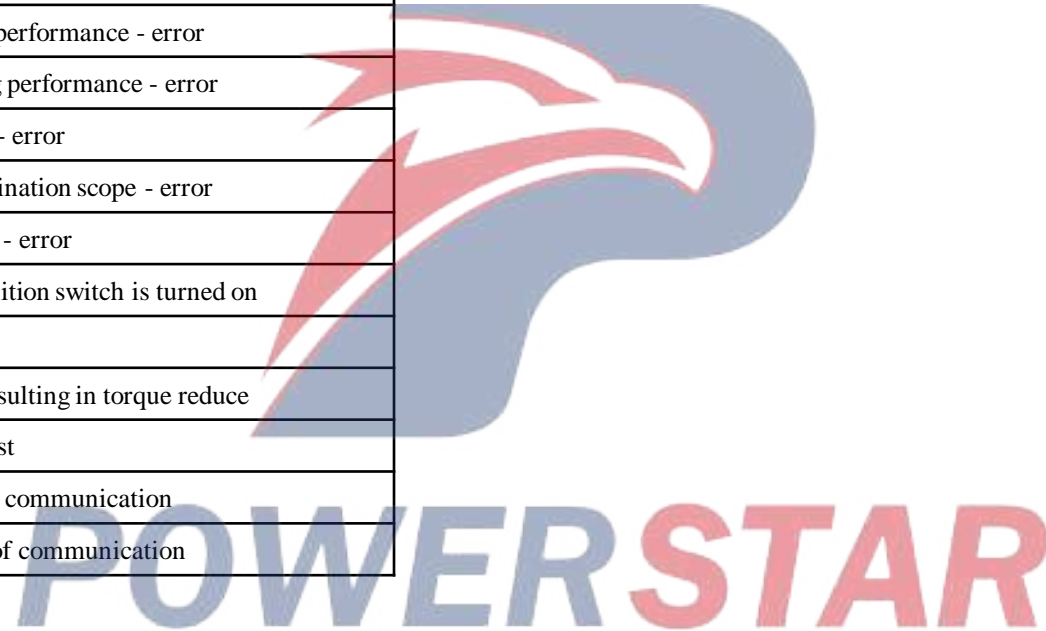 performance - error
performance - error
- error
ination scope - error
- error
ition switch is turned on
sulting in torque reduce
st
communication
of communication
POWERSTAR